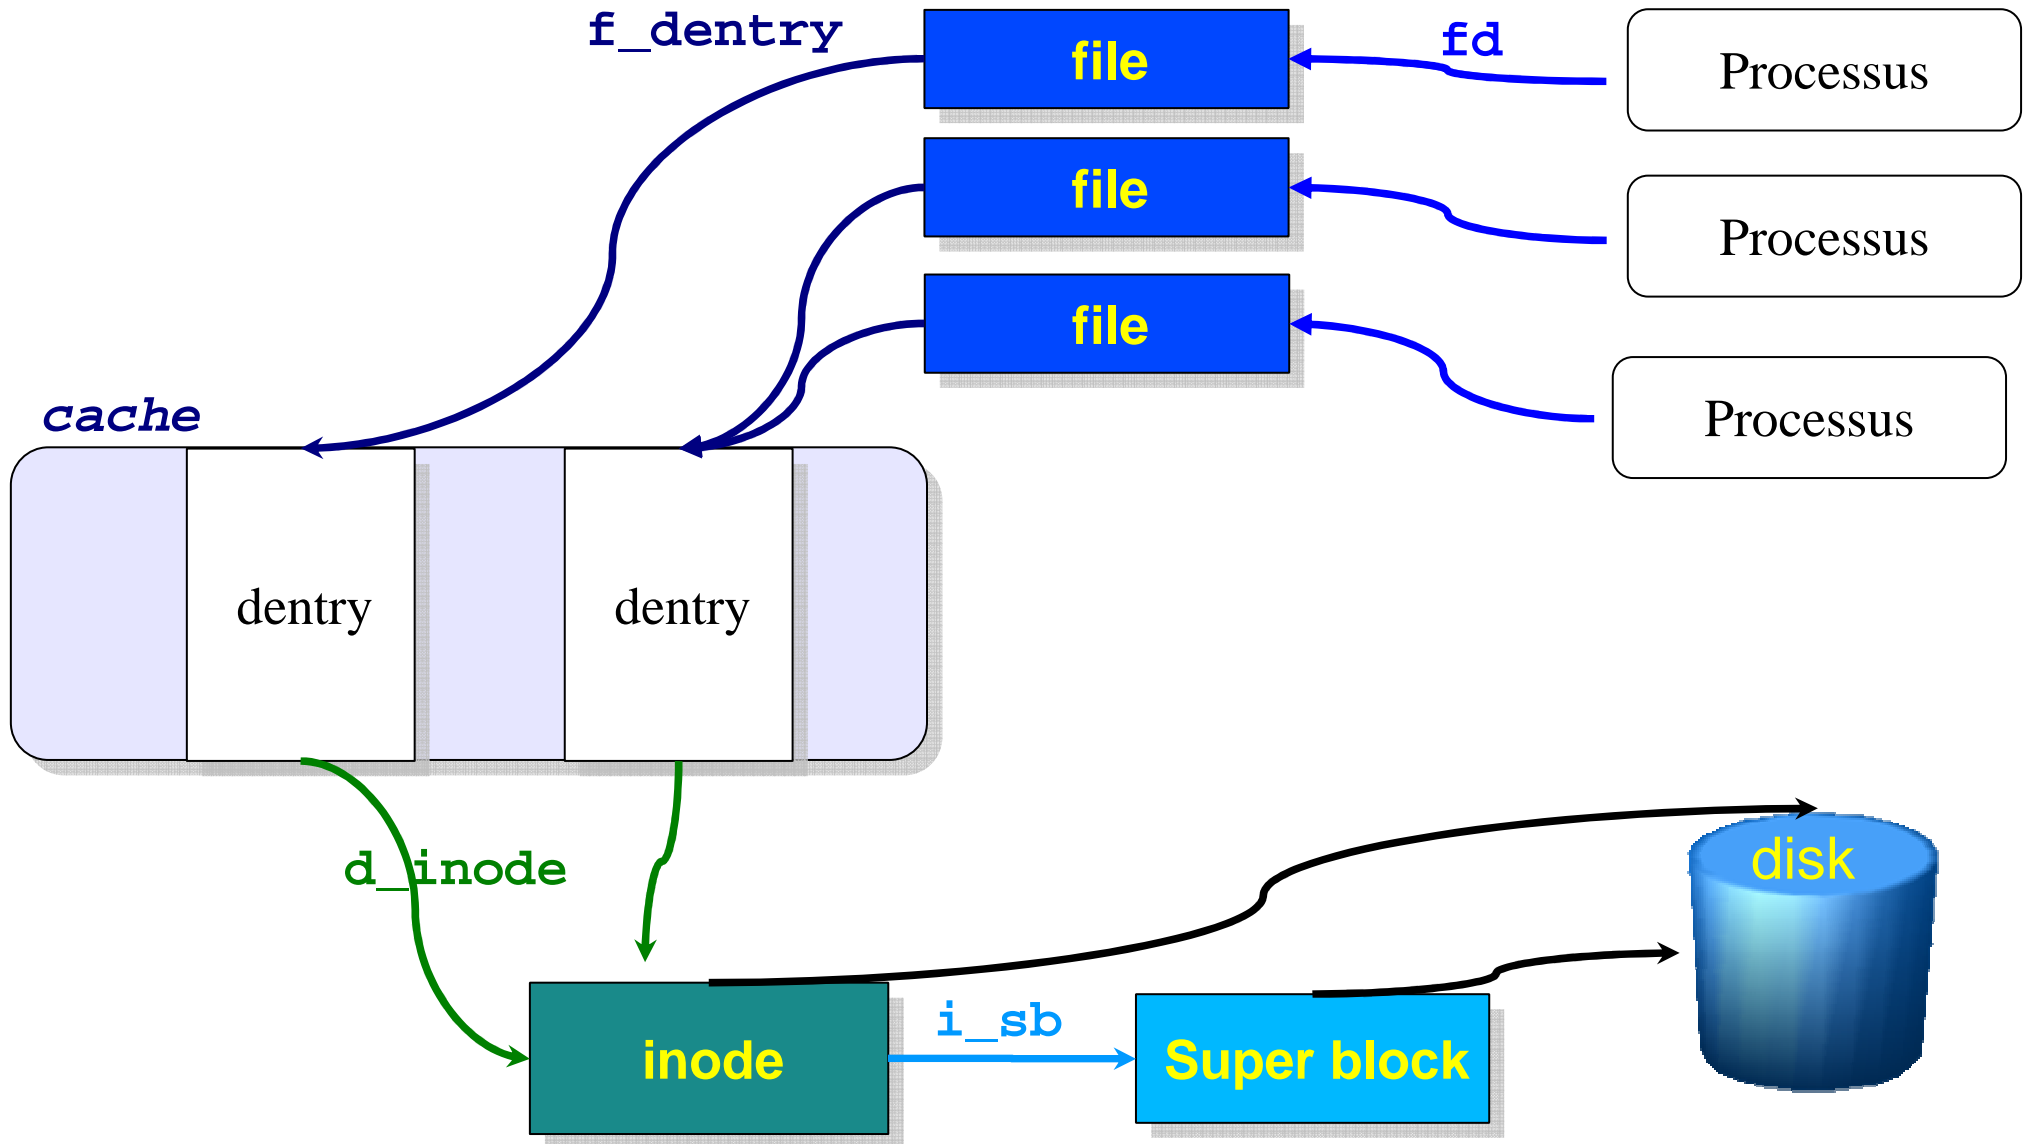 f_dentry
file
fd
Processus
file
Processus
file
Processus
cache
dentry
dentry
d_inode
disk
inode
i_sb
Super block